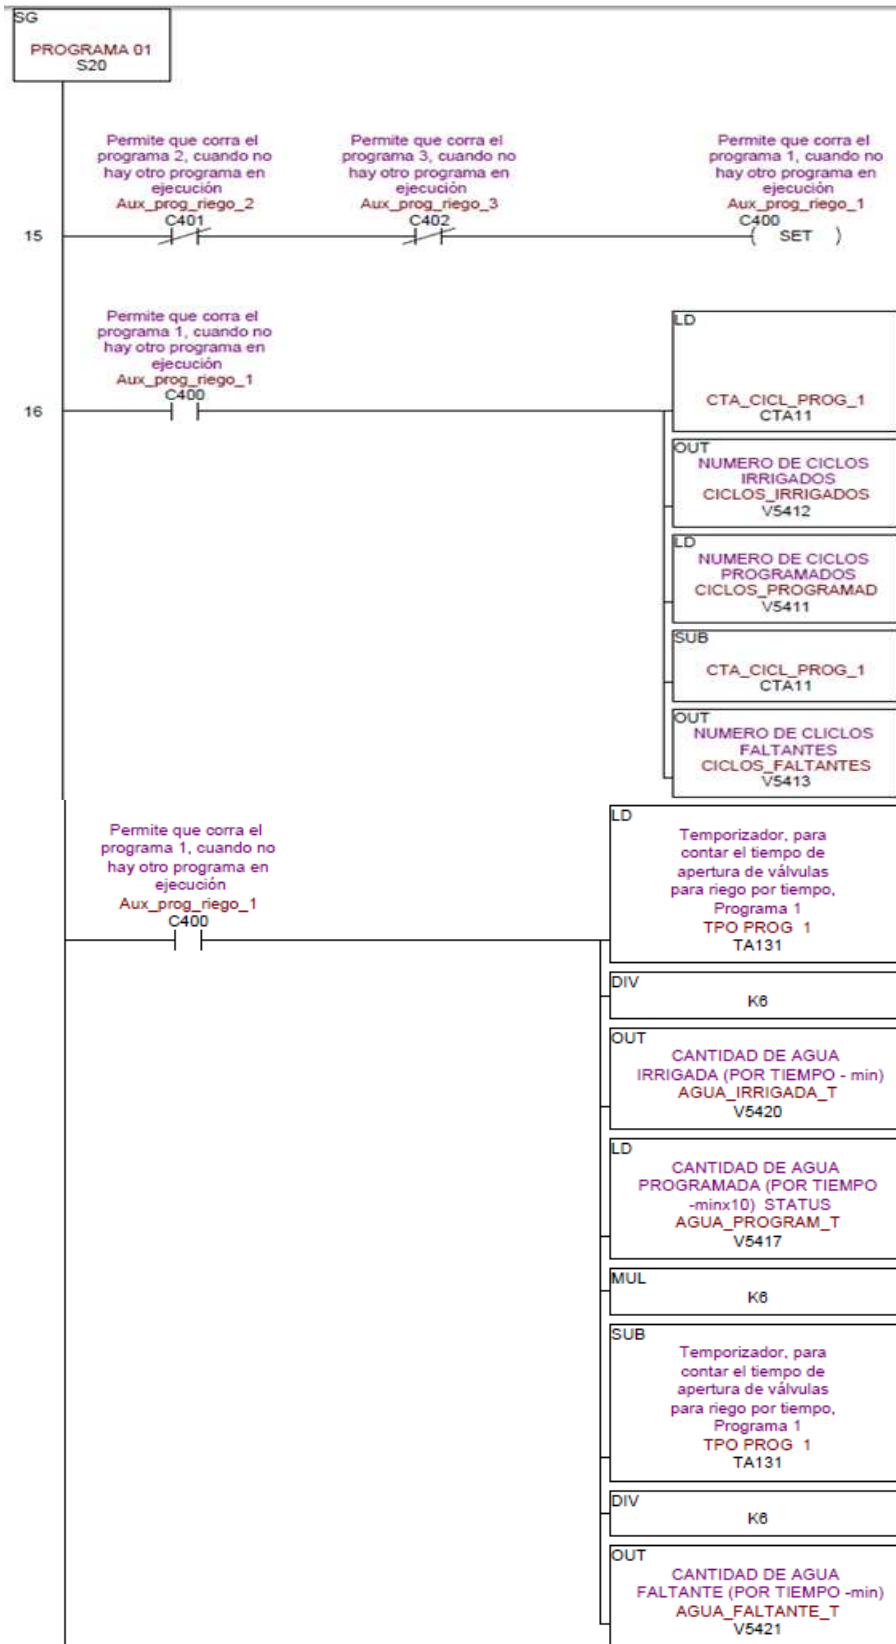 SG
PROGRAMA 01
S20
Permite que corra el
programa 2, cuando no
hay otro programa en
ejecución
Aux_prog_riego_2
C401
Permite que corra el
programa 3, cuando no
hay otro programa en
ejecución
Aux_prog_riego_3
C402
Permite que corra el
programa 1, cuando no
hay otro programa en
ejecución
Aux_prog_riego_1
C400
15
( SET )
Permite que corra el
programa 1, cuando no
hay otro programa en
ejecución
Aux_prog_riego_1
C400
16
LD
CTA_CICL_PROG_1
CTA11
OUT
NUMERO DE CICLOS
IRRIGADOS
CICLOS_IRRIGADOS
V5412
LD
NUMERO DE CICLOS
PROGRAMADOS
CICLOS_PROGRAMAD
V5411
SUB
CTA_CICL_PROG_1
CTA11
OUT
NUMERO DE CLICLOS
FALTANTES
CICLOS_FALTANTES
V5413
Permite que corra el
programa 1, cuando no
hay otro programa en
ejecución
Aux_prog_riego_1
C400
LD
Temporizador, para
contar el tiempo de
apertura de válvulas
para riego por tiempo,
Programa 1
TPO PROG 1
TA131
DIV
K6
OUT
CANTIDAD DE AGUA
IRRIGADA (POR TIEMPO - min)
AGUA_IRRIGADA_T
V5420
LD
CANTIDAD DE AGUA
PROGRAMADA (POR TIEMPO
-minx10) STATUS
AGUA_PROGRAM_T
V5417
MUL
K6
SUB
Temporizador, para
contar el tiempo de
apertura de válvulas
para riego por tiempo,
Programa 1
TPO PROG 1
TA131
DIV
K6
OUT
CANTIDAD DE AGUA
FALTANTE (POR TIEMPO -min)
AGUA_FALTANTE_T
V5421